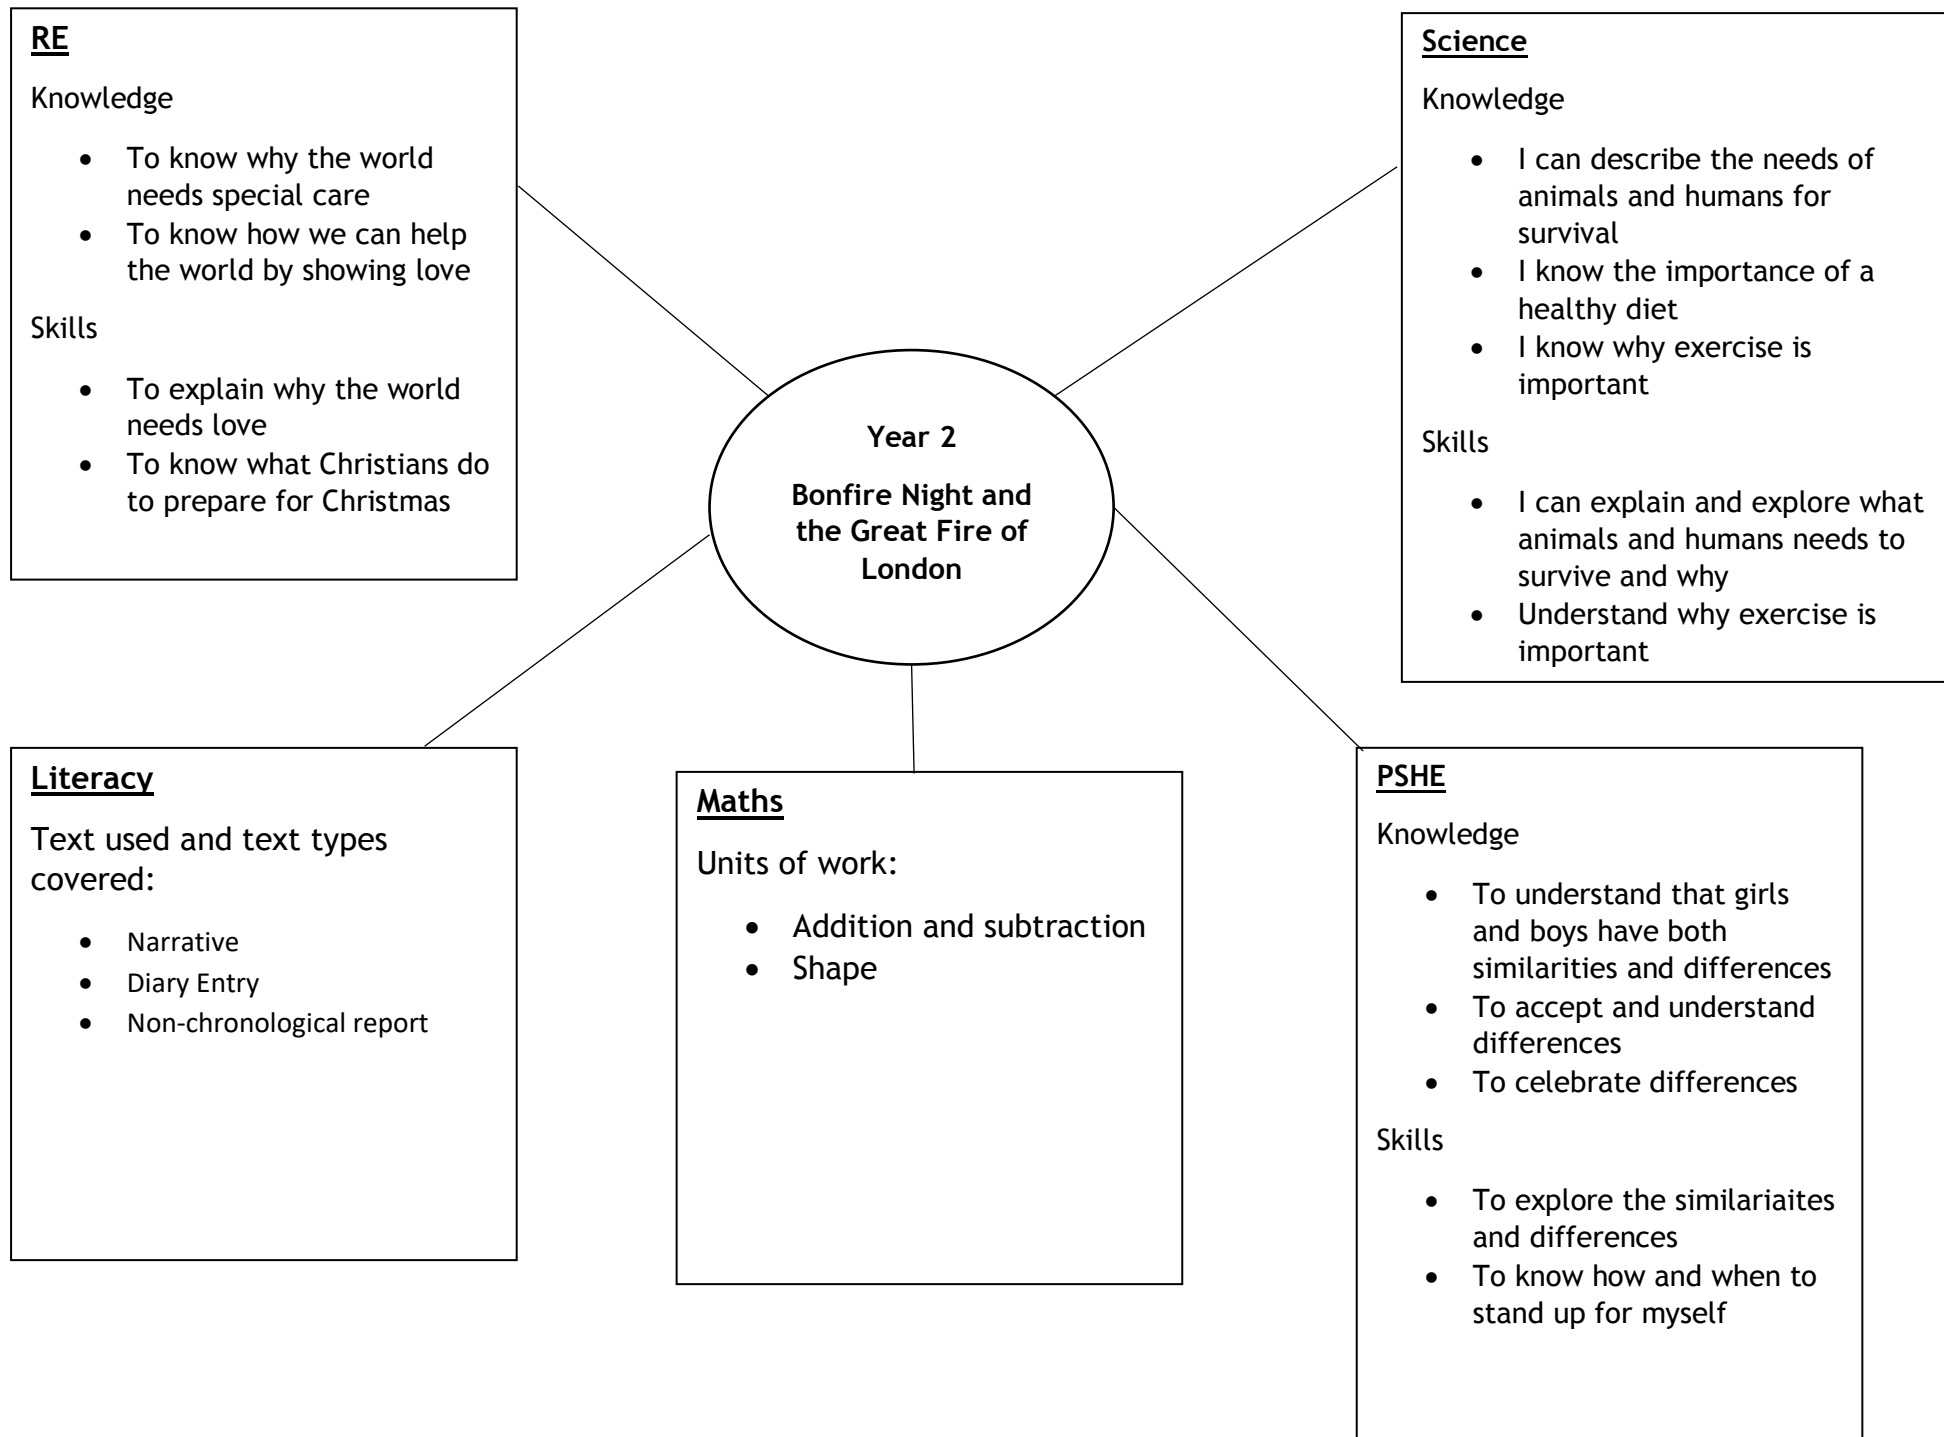 RE
Knowledge
• To know why the world
needs special care
• To know how we can help
the world by showing love
Skills
• To explain why the world
needs love
• To know what Christians do
to prepare for Christmas
Science
Knowledge
• I can describe the needs of
animals and humans for
survival
• I know the importance of a
healthy diet
• I know why exercise is
important
Skills
• I can explain and explore what
animals and humans needs to
survive and why
• Understand why exercise is
important
Year 2
Bonfire Night and
the Great Fire of
London
Literacy
Text used and text types
covered:
• Narrative
• Diary Entry
• Non-chronological report
Maths
Units of work:
• Addition and subtraction
• Shape
PSHE
Knowledge
• To understand that girls
and boys have both
similarities and differences
• To accept and understand
differences
• To celebrate differences
Skills
• To explore the similariaites
and differences
• To know how and when to
stand up for myself